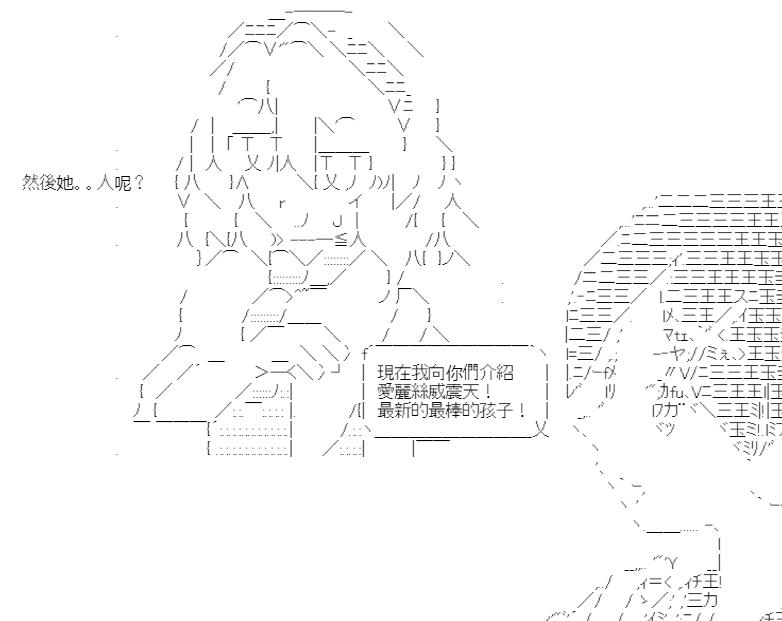 然後她。。人呢？
現在我向你們介紹
愛麗絲威震天！
最新的最棒的孩子！